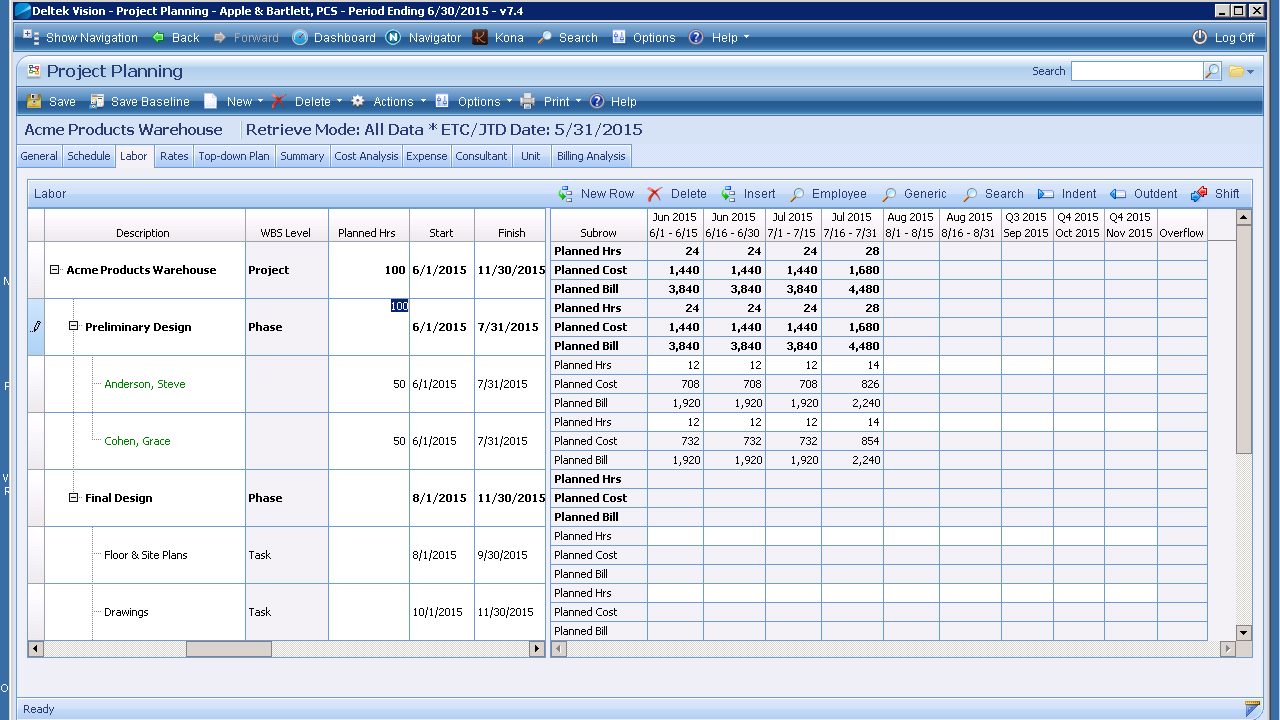 Deltek Vision - Project Planning - Apple & Bartlett, PCS - Period Ending 6/30/2015 - v7.4
Show Navigation Back Forward Dashboard Navigator Kona Search Options Help Log Off
Project Planning Search
Save Save Baseline New Delete Actions Options Print Help
Acme Products Warehouse Retrieve Mode: All Data * ETC/JTD Date: 5/31/2015
General Schedule Labor Rates Top-down Plan Summary Cost Analysis Expense Consultant Unit Billing Analysis
Labor New Row Delete Insert Employee Generic Search Indent Outdent Shift
Jun 2015 Jun 2015 Jul 2015 Jul 2015 Aug 2015 Aug 2015 Q3 2015 Q4 2015 Q4 2015
Description WBS Level Planned Hrs Start Finish Subrow 6/1 - 6/15 6/16 - 6/30 7/1 - 7/15 7/16 - 7/31 8/1 - 8/15 8/16 - 8/31 Sep 2015 Oct 2015 Nov 2015 Overflow
Planned Hrs 24 24 24 28
Acme Products Warehouse Project 100 6/1/2015 11/30/2015 Planned Cost 1,440 1,440 1,440 1,680
Planned Bill 3,840 3,840 3,840 4,480
100 Planned Hrs 24 24 24 28
Preliminary Design Phase 6/1/2015 7/31/2015 Planned Cost 1,440 1,440 1,440 1,680
Planned Bill 3,840 3,840 3,840 4,480
Planned Hrs 12 12 12 14
Anderson, Steve 50 6/1/2015 7/31/2015 Planned Cost 708 708 708 826
Planned Bill 1,920 1,920 1,920 2,240
Planned Hrs 12 12 12 14
Cohen, Grace 50 6/1/2015 7/31/2015 Planned Cost 732 732 732 854
Planned Bill 1,920 1,920 1,920 2,240
Planned Hrs
Final Design Phase 8/1/2015 11/30/2015 Planned Cost
Planned Bill
Planned Hrs
Floor & Site Plans Task 8/1/2015 9/30/2015 Planned Cost
Planned Bill
Planned Hrs
Drawings Task 10/1/2015 11/30/2015 Planned Cost
Planned Bill
Ready